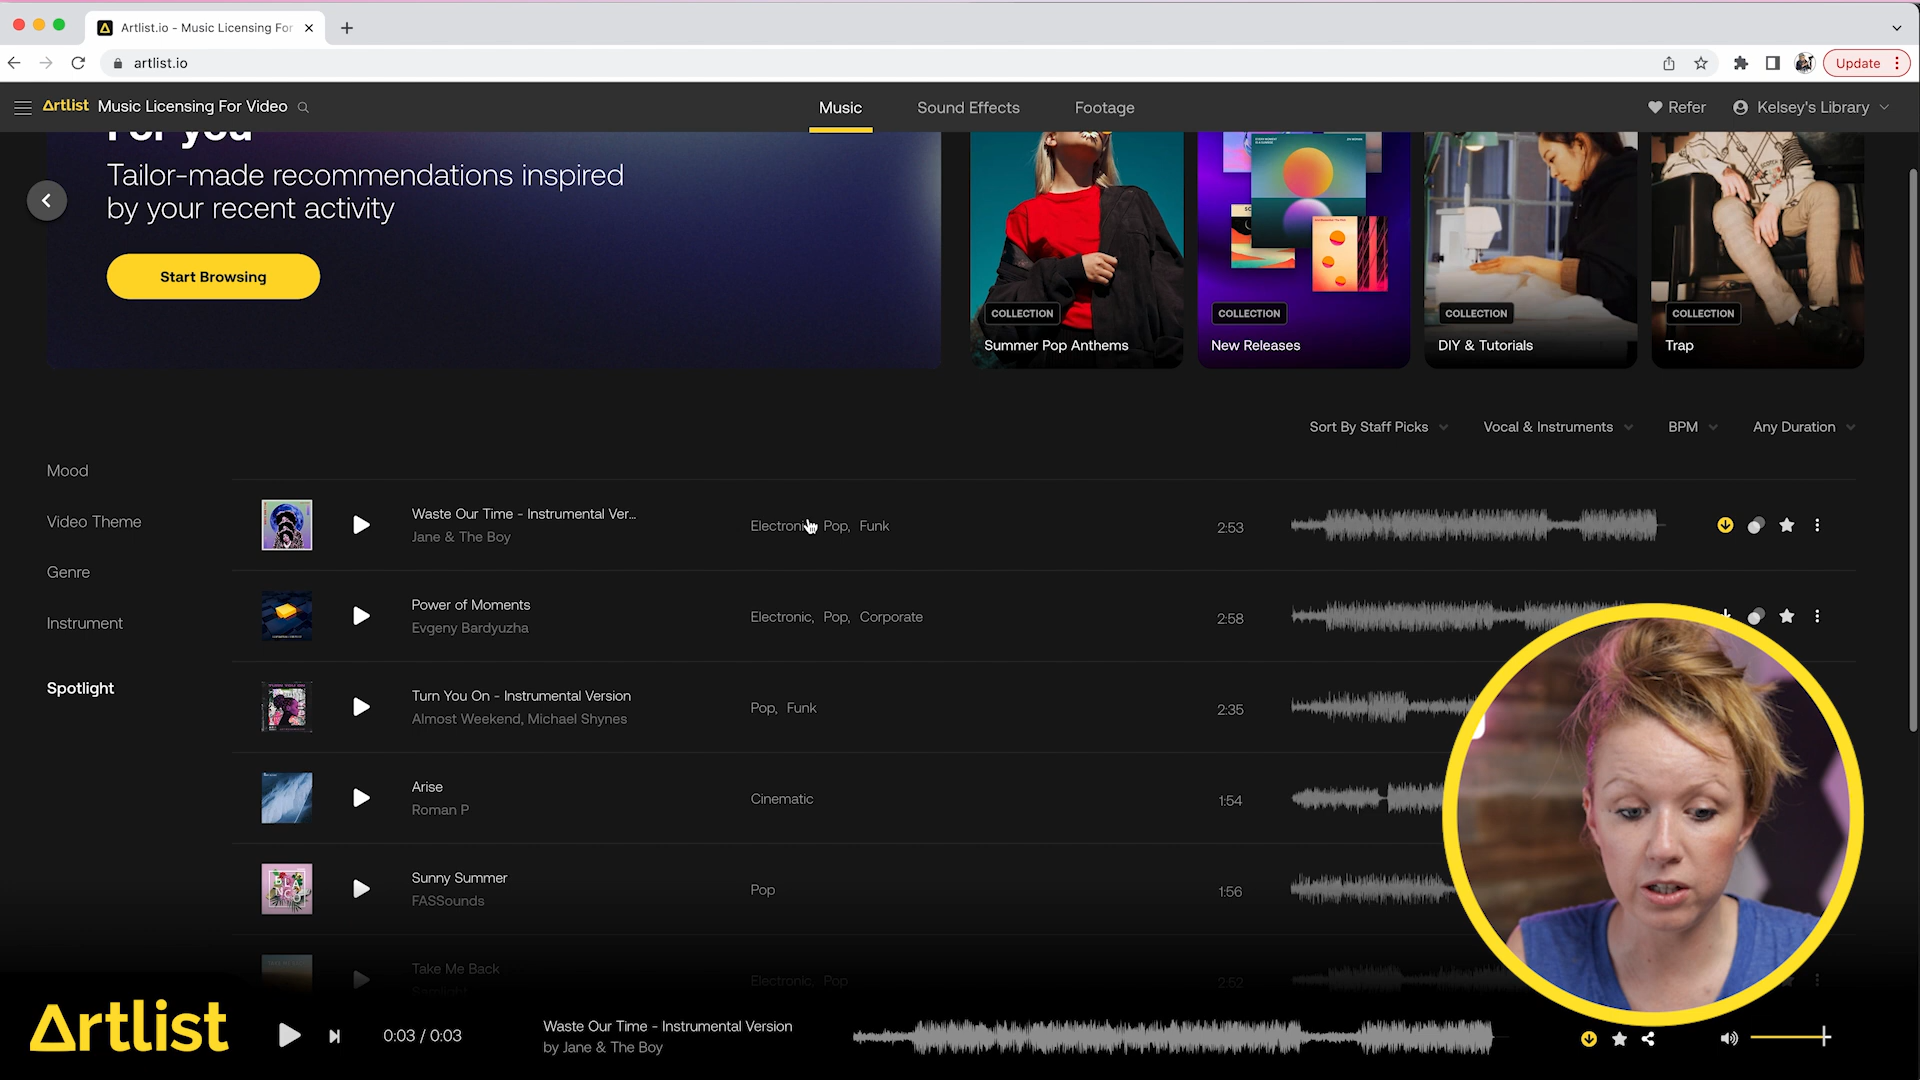 Artlist.io - Music Licensing For
artlist.io
Update
Artlist Music Licensing For Video
Music
Sound Effects
Footage
Refer
Kelsey's Library
For you
Tailor-made recommendations inspired
by your recent activity
Start Browsing
COLLECTION
Summer Pop Anthems
COLLECTION
New Releases
COLLECTION
DIY & Tutorials
COLLECTION
Trap
Sort By Staff Picks
Vocal & Instruments
BPM
Any Duration
Mood
Video Theme
Genre
Instrument
Spotlight
Waste Our Time - Instrumental Ver...
Jane & The Boy
Electronic, Pop, Funk
2:53
Power of Moments
Evgeny Bardyuzha
Electronic, Pop, Corporate
2:58
Turn You On - Instrumental Version
Almost Weekend, Michael Shynes
Pop, Funk
2:35
Arise
Roman P
Cinematic
1:54
Sunny Summer
FASSounds
Pop
1:56
Take Me Back
Electronic, Pop
2:52
Artlist
0:03 / 0:03
Waste Our Time - Instrumental Version
by Jane & The Boy